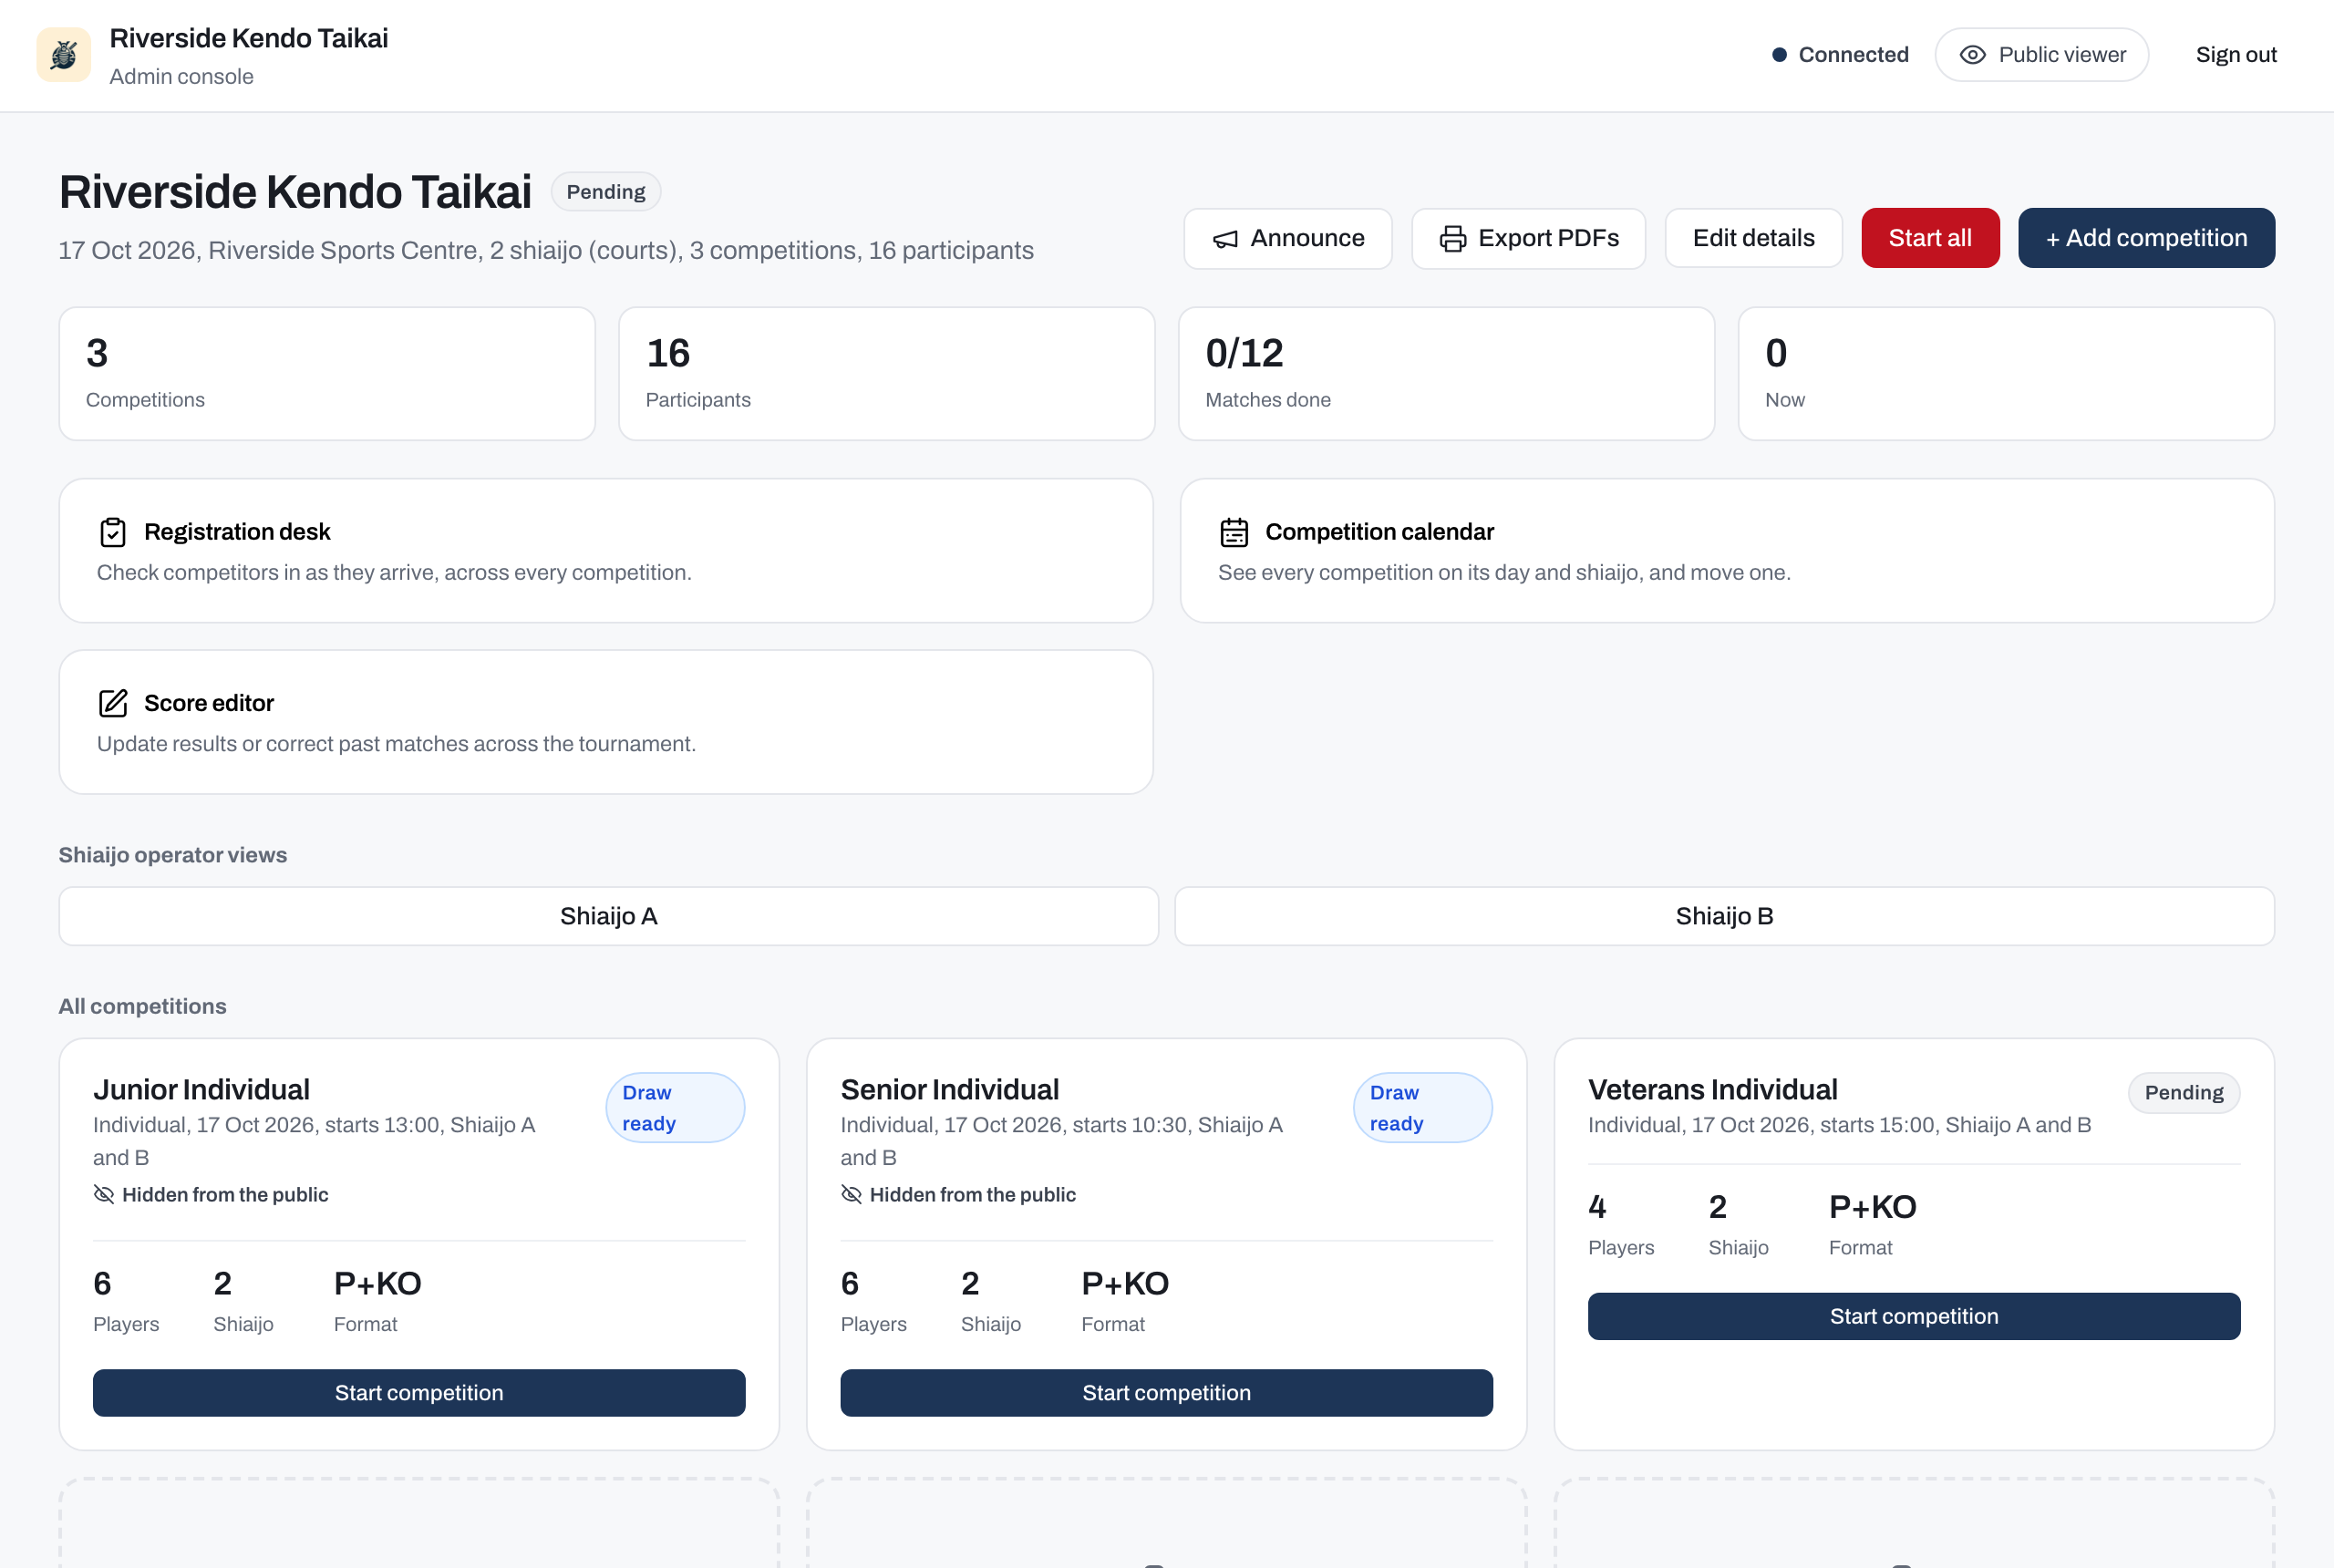 Riverside Kendo Taikai
Admin console
Connected
Public viewer
Sign out
Riverside Kendo Taikai
Pending
17 Oct 2026, Riverside Sports Centre, 2 shiaijo (courts), 3 competitions, 16 participants
Announce
Export PDFs
Edit details
Start all
+ Add competition
3
Competitions
16
Participants
0/12
Matches done
0
Now
Registration desk
Check competitors in as they arrive, across every competition.
Competition calendar
See every competition on its day and shiaijo, and move one.
Score editor
Update results or correct past matches across the tournament.
Shiaijo operator views
Shiaijo A
Shiaijo B
All competitions
Junior Individual
Draw
ready
Individual, 17 Oct 2026, starts 13:00, Shiaijo A
and B
Hidden from the public
6
Players
2
Shiaijo
P+KO
Format
Start competition
Senior Individual
Draw
ready
Individual, 17 Oct 2026, starts 10:30, Shiaijo A
and B
Hidden from the public
6
Players
2
Shiaijo
P+KO
Format
Start competition
Veterans Individual
Pending
Individual, 17 Oct 2026, starts 15:00, Shiaijo A and B
4
Players
2
Shiaijo
P+KO
Format
Start competition